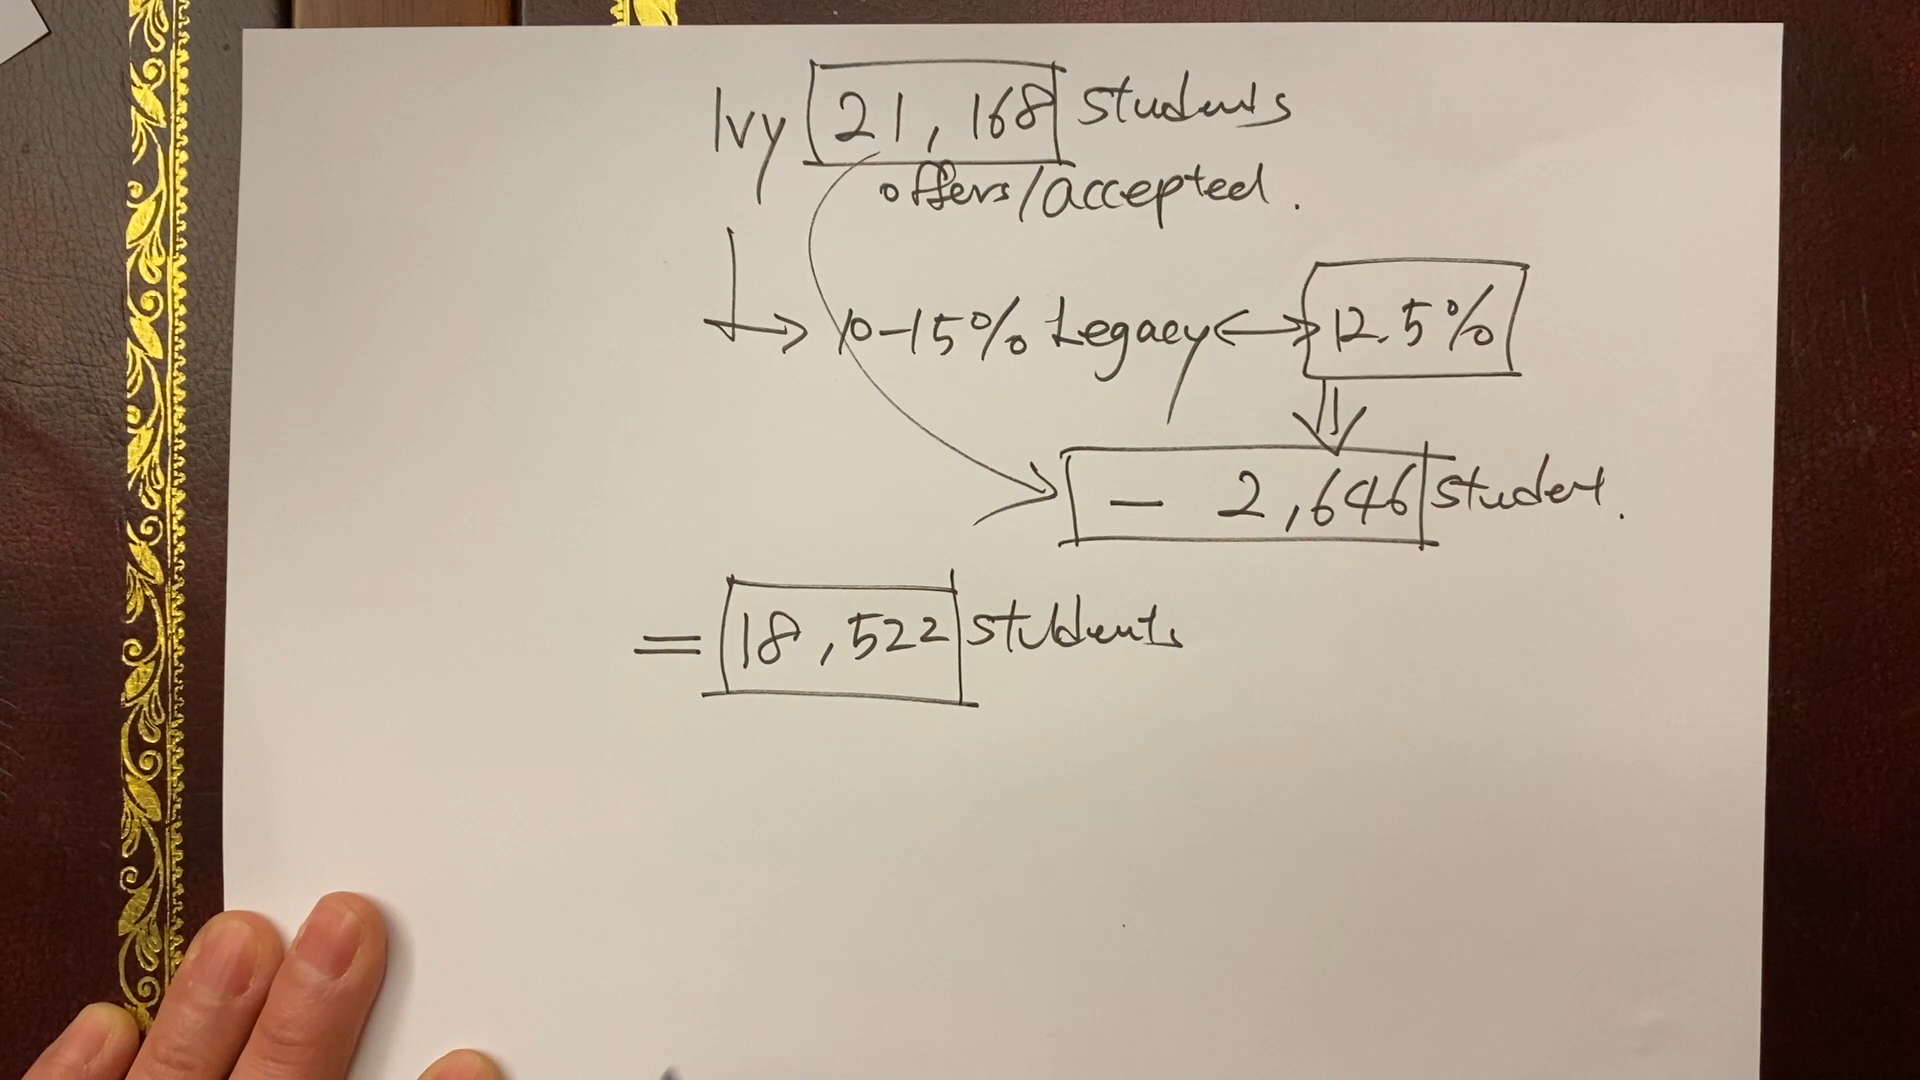 Ivy 21,168 students
offers/accepted.
10-15% Legacy 12.5%
- 2,646 student.
= 18,522 students